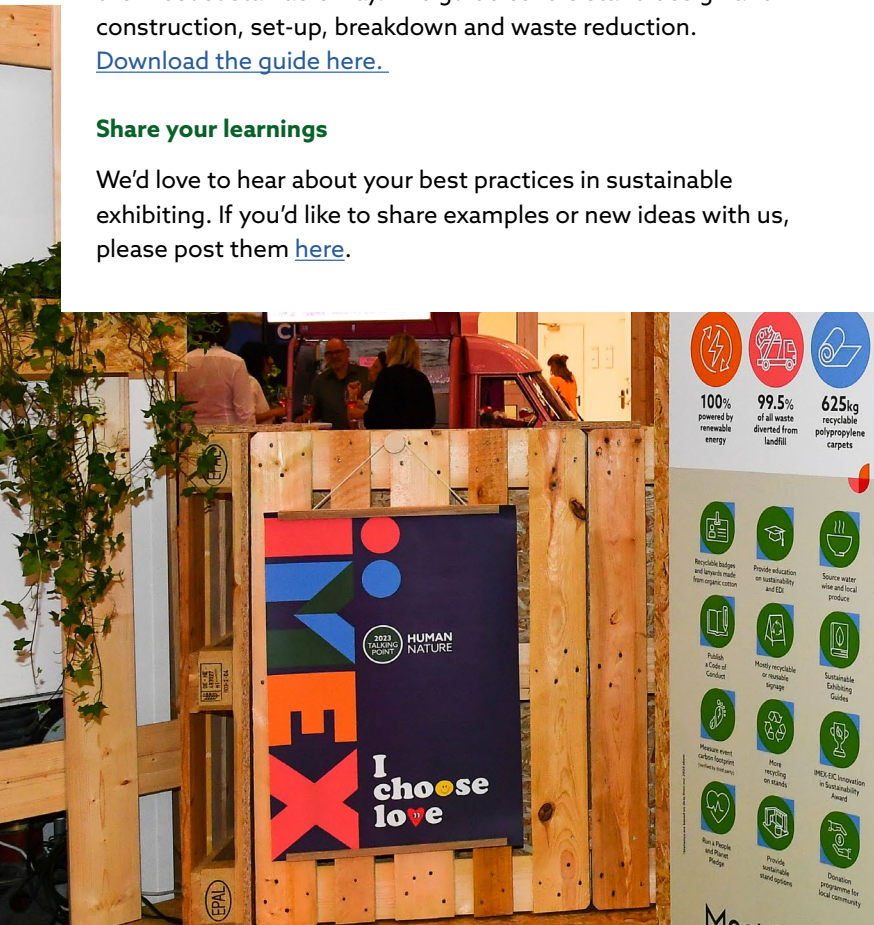 construction, set-up, breakdown and waste reduction.
Download the guide here.
Share your learnings
We'd love to hear about your best practices in sustainable
exhibiting. If you'd like to share examples or new ideas with us,
please post them here.
100%
powered by
renewable
energy
99.5%
of all waste
diverted from
landfill
625kg
recyclable
polypropylene
carpets
EPAL
IMEX
2023
TALKING
POINT
HUMAN
NATURE
I
choose
love
EPAL
Recyclable badges
and lanyards made
from organic cotton
Provide education
on sustainability
and EDI
Source water
wise and local
produce
Publish
a Code of
Conduct
Mostly recyclable
or reusable
signage
Sustainable
Exhibiting
Guides
Measure event
carbon footprint
More
recycling
on stands
IMEX-EIC Innovation
in Sustainability
Award
Run a People
and Planet
Pledge
Provide
sustainable
stand options
Donation
programme for
local community